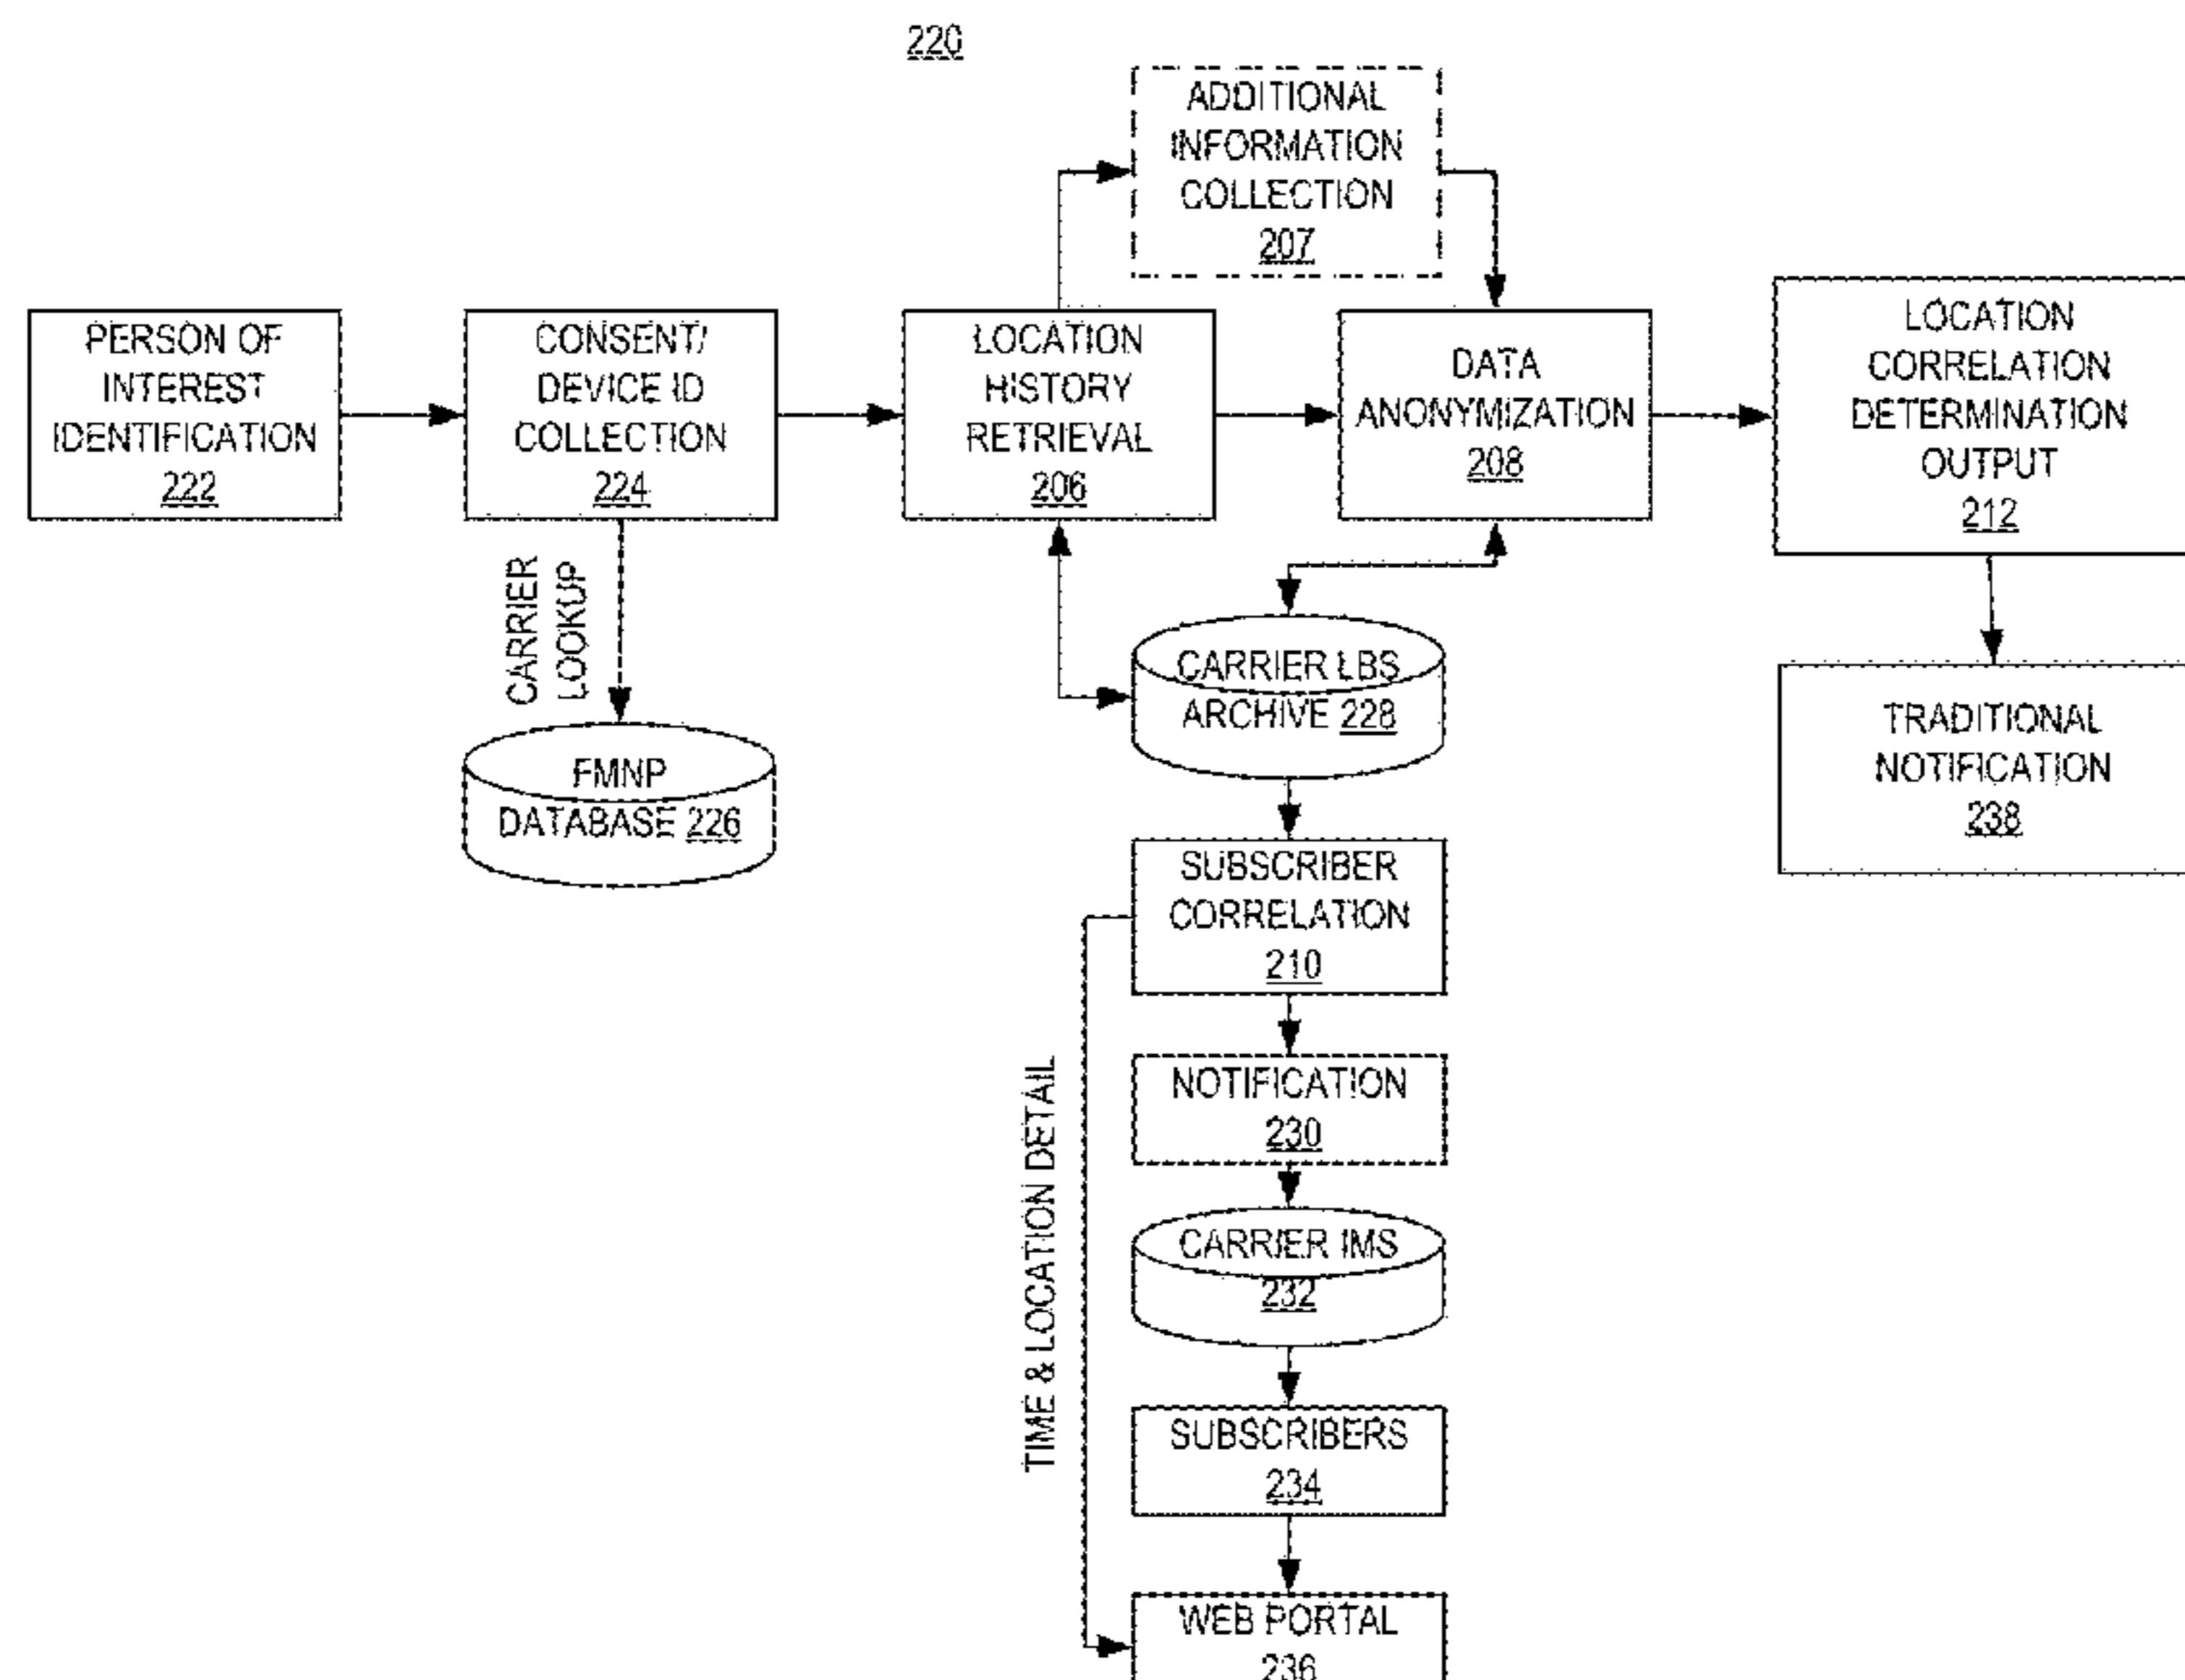 220
ADDITIONAL
INFORMATION
COLLECTION
207
PERSON OF
INTEREST
IDENTIFICATION
222
CONSENT/
DEVICE ID
COLLECTION
224
LOCATION
HISTORY
RETRIEVAL
206
DATA
ANONYMIZATION
208
LOCATION
CORRELATION
DETERMINATION
OUTPUT
212
CARRIER
LOOKUP
FMNP
DATABASE 226
CARRIER LBS
ARCHIVE 228
TRADITIONAL
NOTIFICATION
238
SUBSCRIBER
CORRELATION
210
TIME & LOCATION DETAIL
NOTIFICATION
230
CARRIER IMS
232
SUBSCRIBERS
234
WEB PORTAL
236